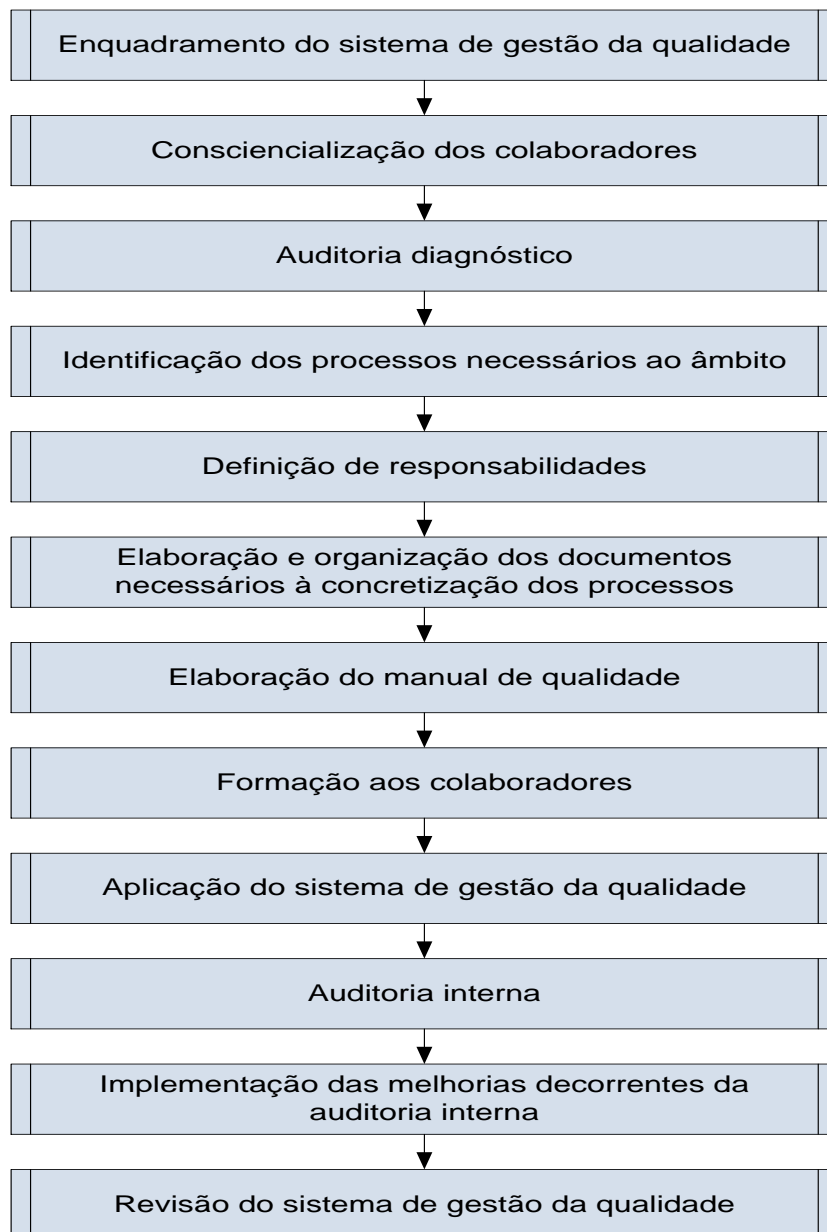 Enquadramento do sistema de gestão da qualidade
Consciencialização dos colaboradores
Auditoria diagnóstico
Identificação dos processos necessários ao âmbito
Definição de responsabilidades
Elaboração e organização dos documentos
necessários à concretização dos processos
Elaboração do manual de qualidade
Formação aos colaboradores
Aplicação do sistema de gestão da qualidade
Auditoria interna
Implementação das melhorias decorrentes da
auditoria interna
Revisão do sistema de gestão da qualidade